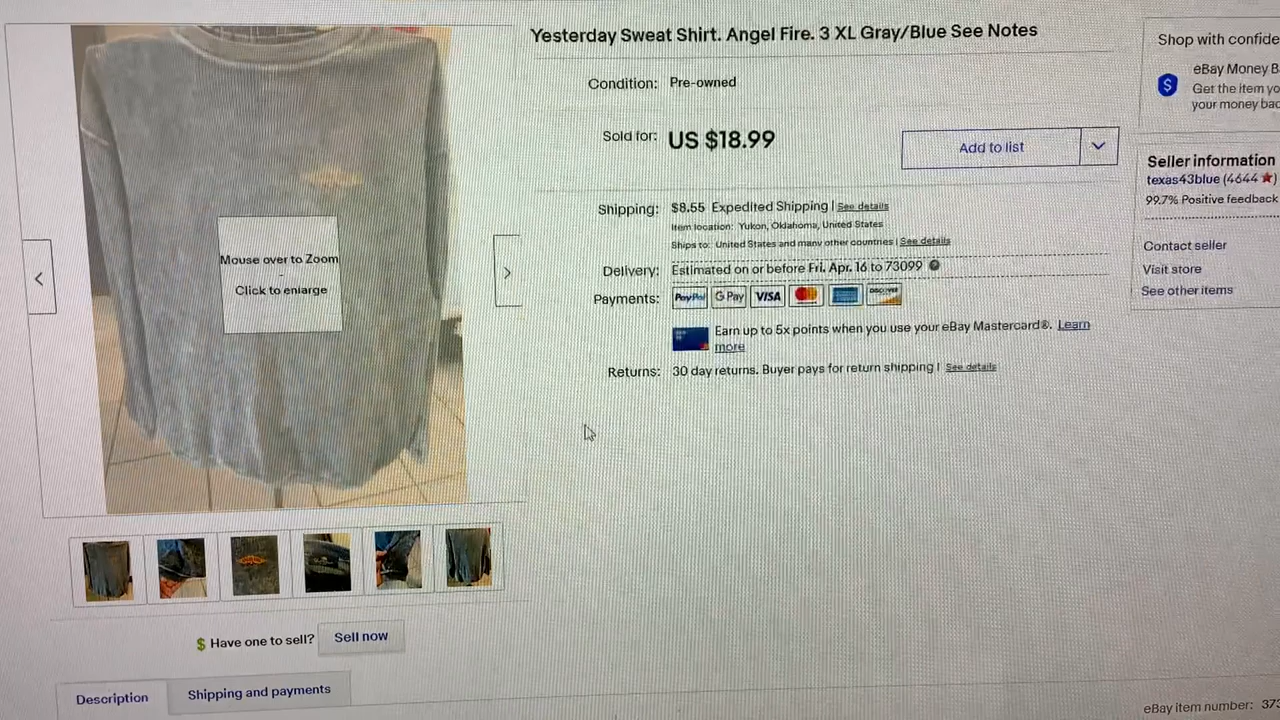 Yesterday Sweat Shirt. Angel Fire. 3 XL Gray/Blue See Notes
Condition: Pre-owned
Sold for: US $18.99
Add to list
Shipping: $8.55 Expedited Shipping | See details
Item location: Yukon, Oklahoma, United States
Ships to: United States and many other countries | See details
Delivery: Estimated on or before Fri. Apr. 16 to 73099
Payments: PayPal G Pay VISA DISCOVER
Earn up to 5x points when you use your eBay Mastercard®. Learn
more
Returns: 30 day returns. Buyer pays for return shipping | See details
Mouse over to Zoom
-
Click to enlarge
$ Have one to sell? Sell now
Description
Shipping and payments
Shop with confide
$
eBay Money B
Get the item yo
your money bac
Seller information
texas43blue (4644 ★)
99.7% Positive feedback
Contact seller
Visit store
See other items
eBay item number: 373